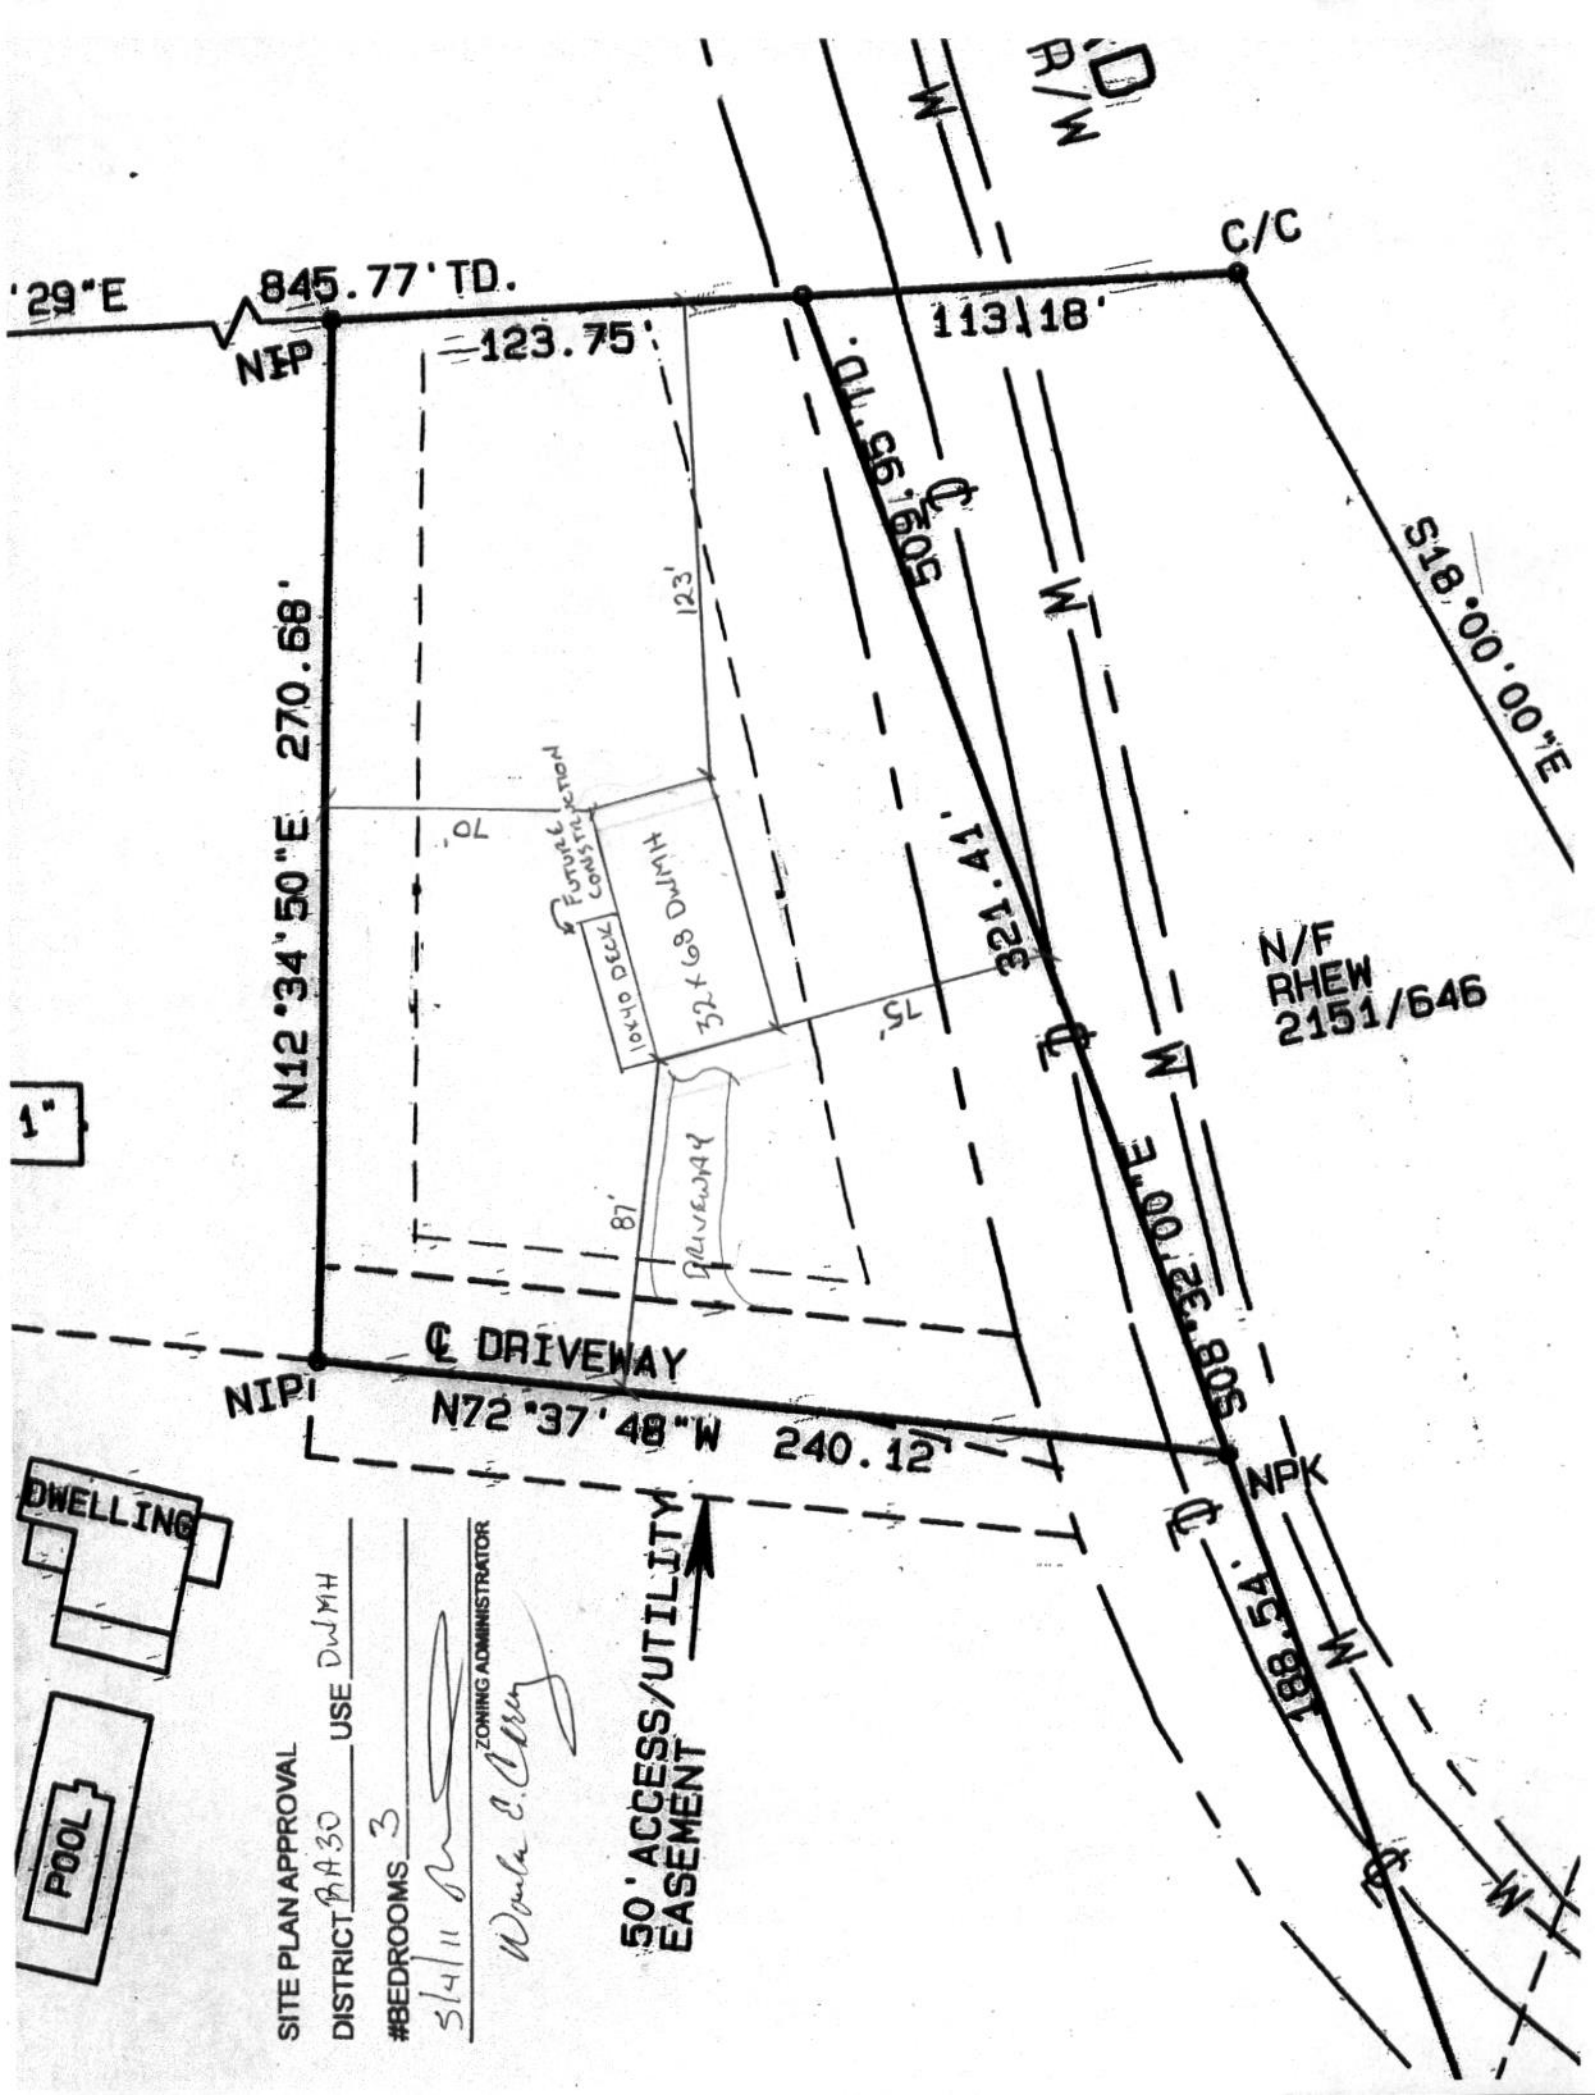 R/W
C/C
'29"E
845.77' TD.
NIP
123.75'
113.18'
509.95' TD.
S18°00'00"E
N12°34'50"E 270.68'
123'
70'
FUTURE
CONSTRUCTION
10x40 DECK
32 x 68 DWMH
75'
321.41'
N/F
RHEW
2151/646
1"
87'
DRIVEWAY
S08°32'00"E
℄ DRIVEWAY
NIP
N72°37'48"W 240.12'
NPK
188.54'
W
W
W
W
W
DWELLING
POOL
SITE PLAN APPROVAL
DISTRICT RA30 USE DWMH
#BEDROOMS 3
5/4/11
ZONING ADMINISTRATOR
50' ACCESS/UTILITY
EASEMENT